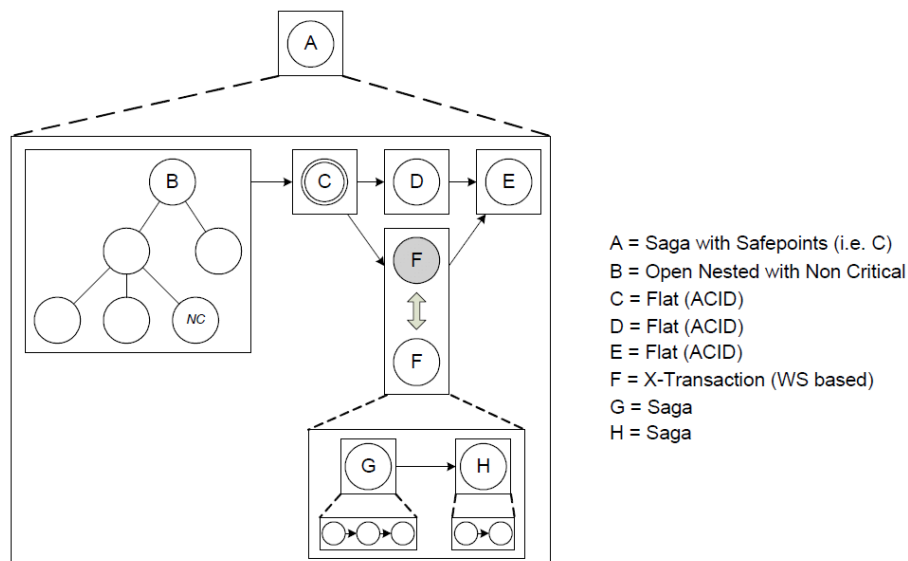 A
B
C
D
E
F
NC
F
G
H
A = Saga with Safepoints (i.e. C)
B = Open Nested with Non Critical
C = Flat (ACID)
D = Flat (ACID)
E = Flat (ACID)
F = X-Transaction (WS based)
G = Saga
H = Saga